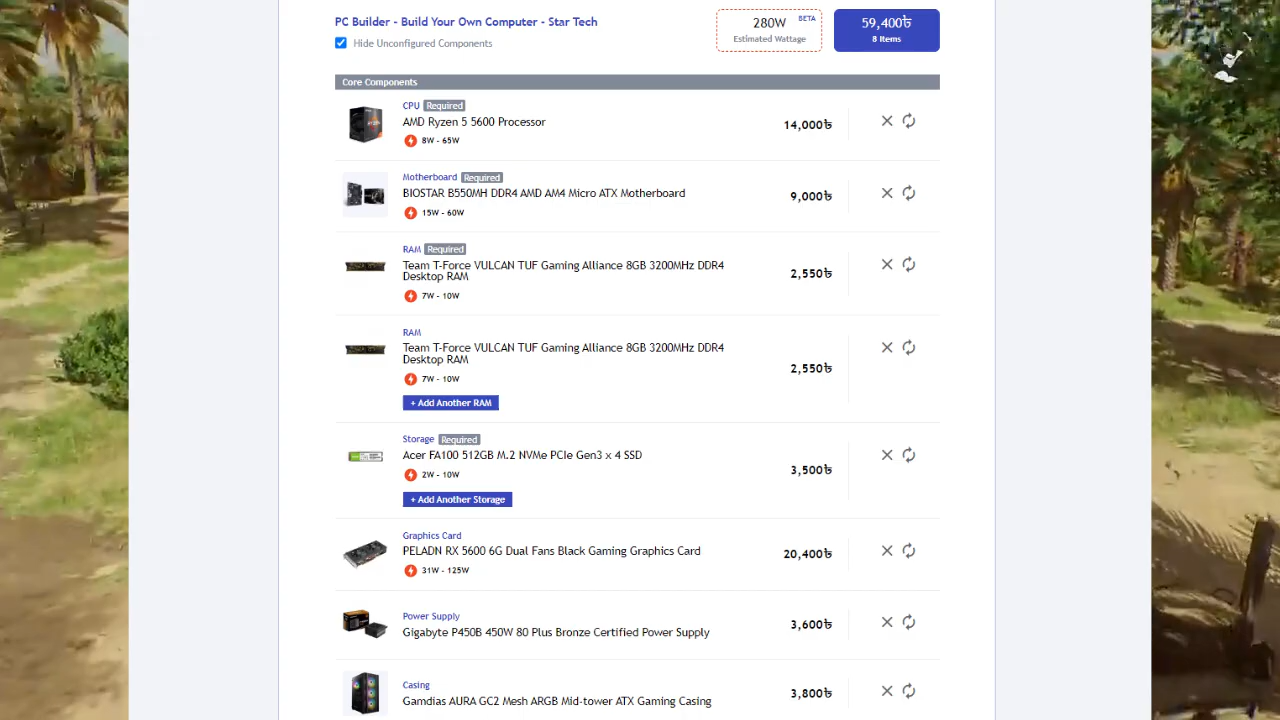 PC Builder - Build Your Own Computer - Star Tech
Hide Unconfigured Components
280W
BETA
Estimated Wattage
59,400৳
8 Items
Core Components
CPU Required
AMD Ryzen 5 5600 Processor
8W - 65W
14,000৳
Motherboard Required
BIOSTAR B550MH DDR4 AMD AM4 Micro ATX Motherboard
15W - 60W
9,000৳
RAM Required
Team T-Force VULCAN TUF Gaming Alliance 8GB 3200MHz DDR4
Desktop RAM
7W - 10W
2,550৳
RAM
Team T-Force VULCAN TUF Gaming Alliance 8GB 3200MHz DDR4
Desktop RAM
7W - 10W
2,550৳
+ Add Another RAM
Storage Required
Acer FA100 512GB M.2 NVMe PCIe Gen3 x 4 SSD
2W - 10W
3,500৳
+ Add Another Storage
Graphics Card
PELADN RX 5600 6G Dual Fans Black Gaming Graphics Card
31W - 125W
20,400৳
Power Supply
Gigabyte P450B 450W 80 Plus Bronze Certified Power Supply
3,600৳
Casing
Gamdias AURA GC2 Mesh ARGB Mid-tower ATX Gaming Casing
3,800৳